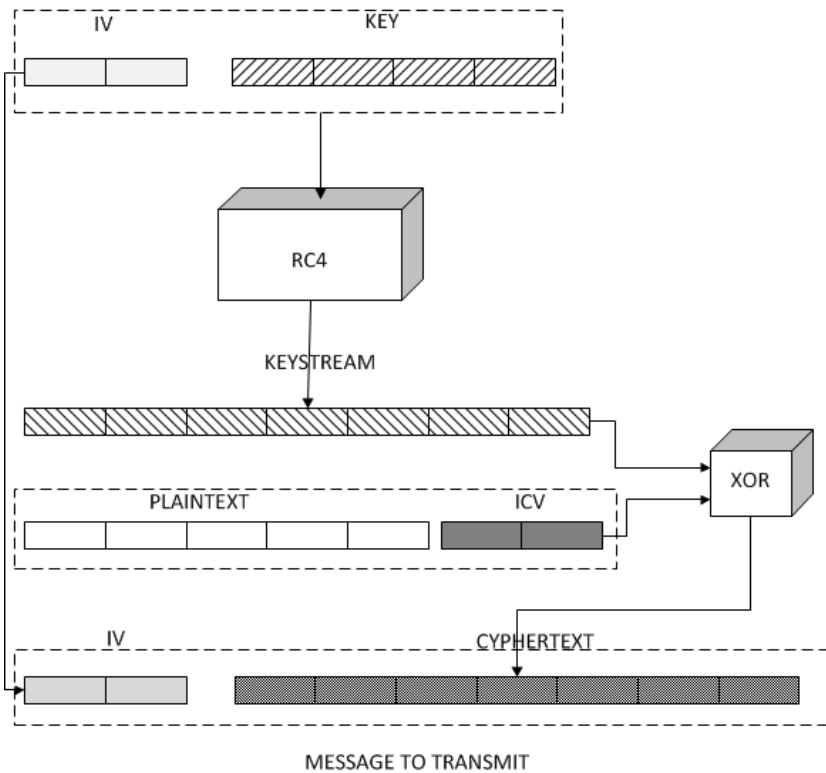 IV
KEY
RC4
KEYSTREAM
XOR
PLAINTEXT
ICV
IV
CYPHERTEXT
MESSAGE TO TRANSMIT